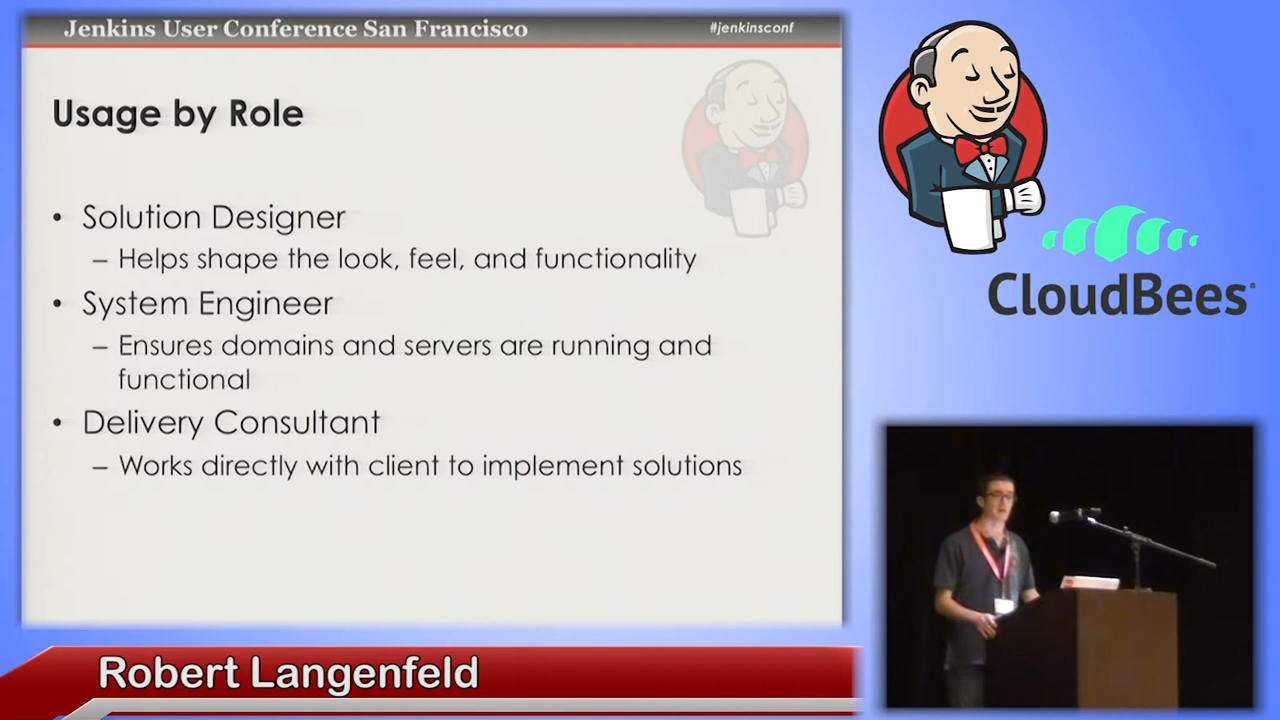 Jenkins User Conference San Francisco
#jenkinsconf
Usage by Role
• Solution Designer
– Helps shape the look, feel, and functionality
• System Engineer
– Ensures domains and servers are running and
functional
• Delivery Consultant
– Works directly with client to implement solutions
CloudBees
Robert Langenfeld